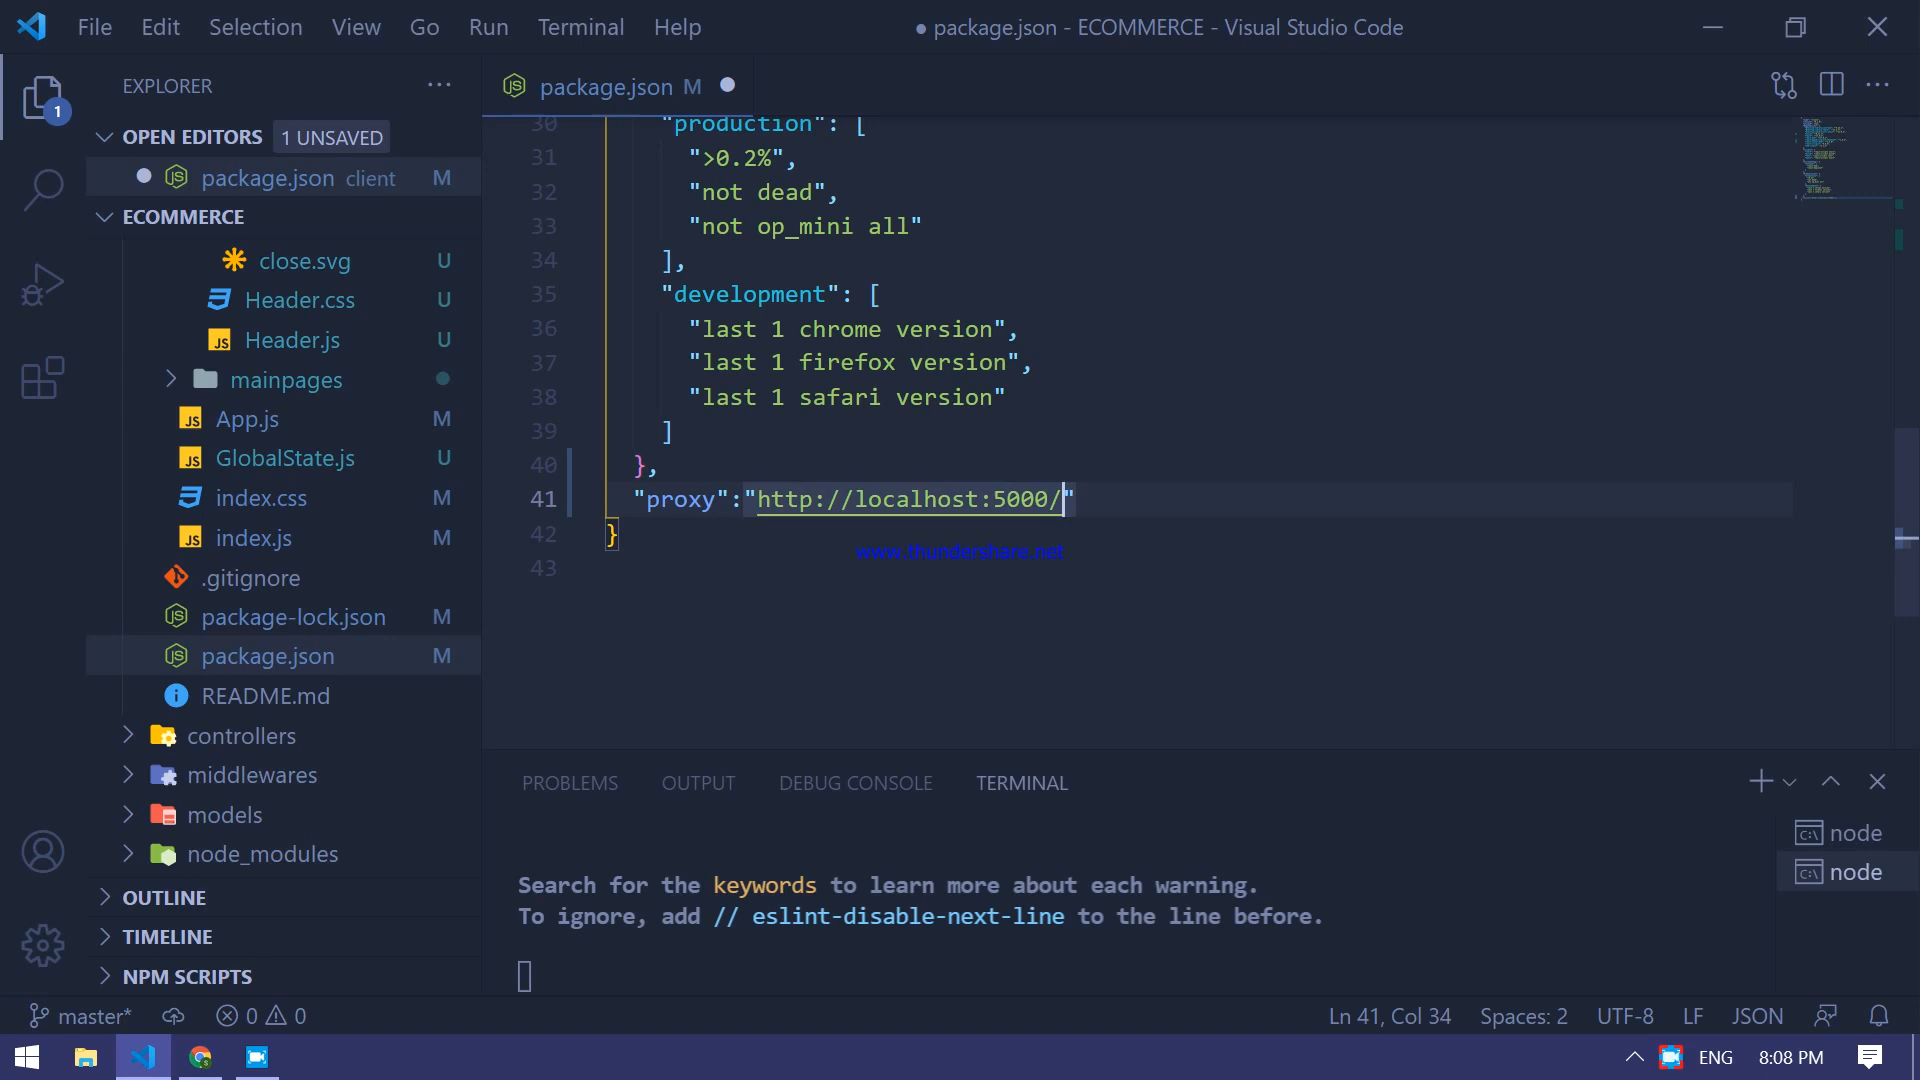 File Edit Selection View Go Run Terminal Help
● package.json - ECOMMERCE - Visual Studio Code
EXPLORER
1
OPEN EDITORS 1 UNSAVED
package.json client M
ECOMMERCE
close.svg U
Header.css U
Header.js U
mainpages
App.js M
GlobalState.js U
index.css M
index.js M
.gitignore
package-lock.json M
package.json M
README.md
controllers
middlewares
models
node_modules
OUTLINE
TIMELINE
NPM SCRIPTS
package.json M
30 "production": [
31 ">0.2%",
32 "not dead",
33 "not op_mini all"
34 ],
35 "development": [
36 "last 1 chrome version",
37 "last 1 firefox version",
38 "last 1 safari version"
39 ]
40 },
41 "proxy":"http://localhost:5000/"
42 }
43
www.thundershare.net
PROBLEMS OUTPUT DEBUG CONSOLE TERMINAL
node
node
Search for the keywords to learn more about each warning.
To ignore, add // eslint-disable-next-line to the line before.
master* 0 0
Ln 41, Col 34 Spaces: 2 UTF-8 LF JSON
ENG 8:08 PM